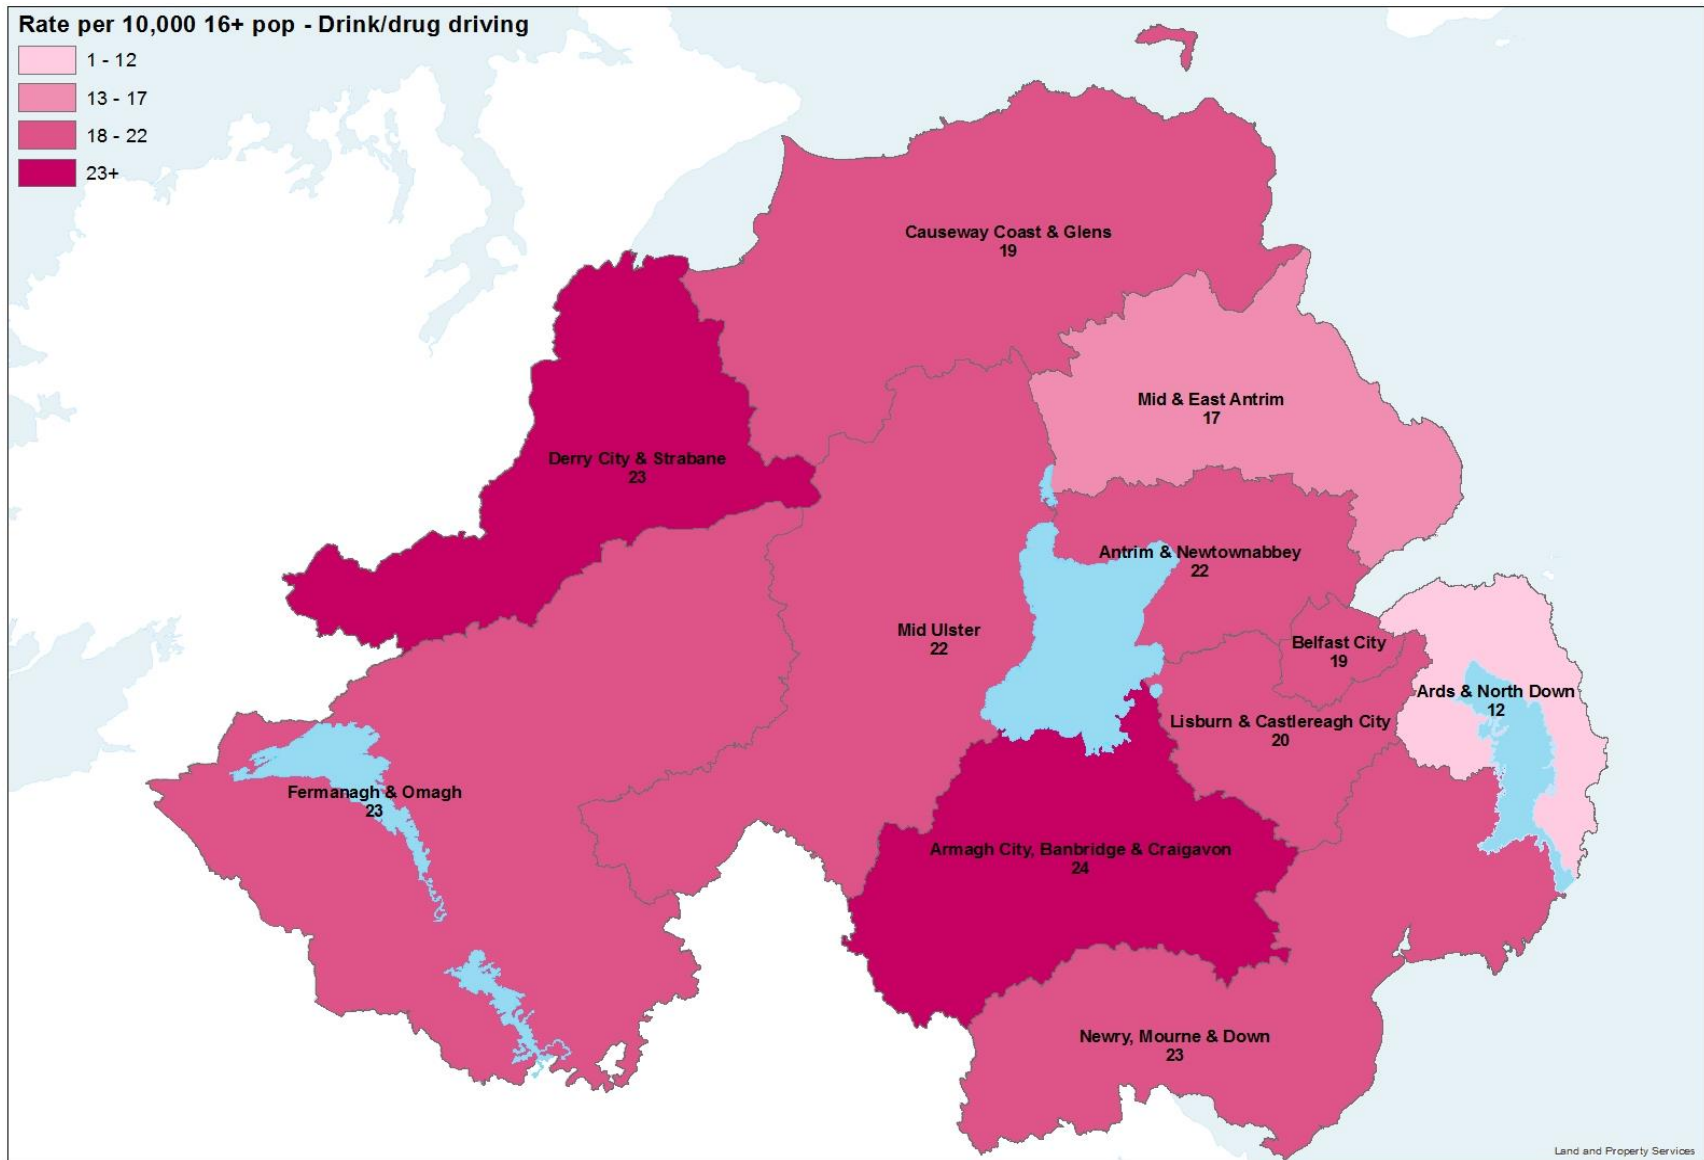 Rate per 10,000 16+ pop - Drink/drug driving
1 - 12
13 - 17
18 - 22
23+
Causeway Coast & Glens
19
Mid & East Antrim
17
Derry City & Strabane
23
Antrim & Newtownabbey
22
Mid Ulster
22
Belfast City
19
Ards & North Down
12
Lisburn & Castlereagh City
20
Fermanagh & Omagh
23
Armagh City, Banbridge & Craigavon
24
Newry, Mourne & Down
23
Land and Property Services